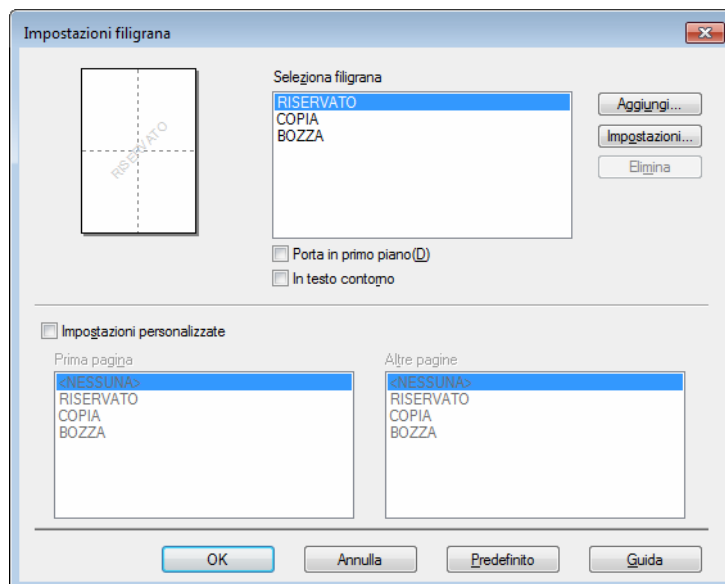 Impostazioni filigrana
Seleziona filigrana
RISERVATO
RISERVATO
COPIA
BOZZA
Aggiungi...
Impostazioni...
Elimina
Porta in primo piano(D)
In testo contorno
Impostazioni personalizzate
Prima pagina
<NESSUNA>
RISERVATO
COPIA
BOZZA
Altre pagine
<NESSUNA>
RISERVATO
COPIA
BOZZA
OK
Annulla
Predefinito
Guida